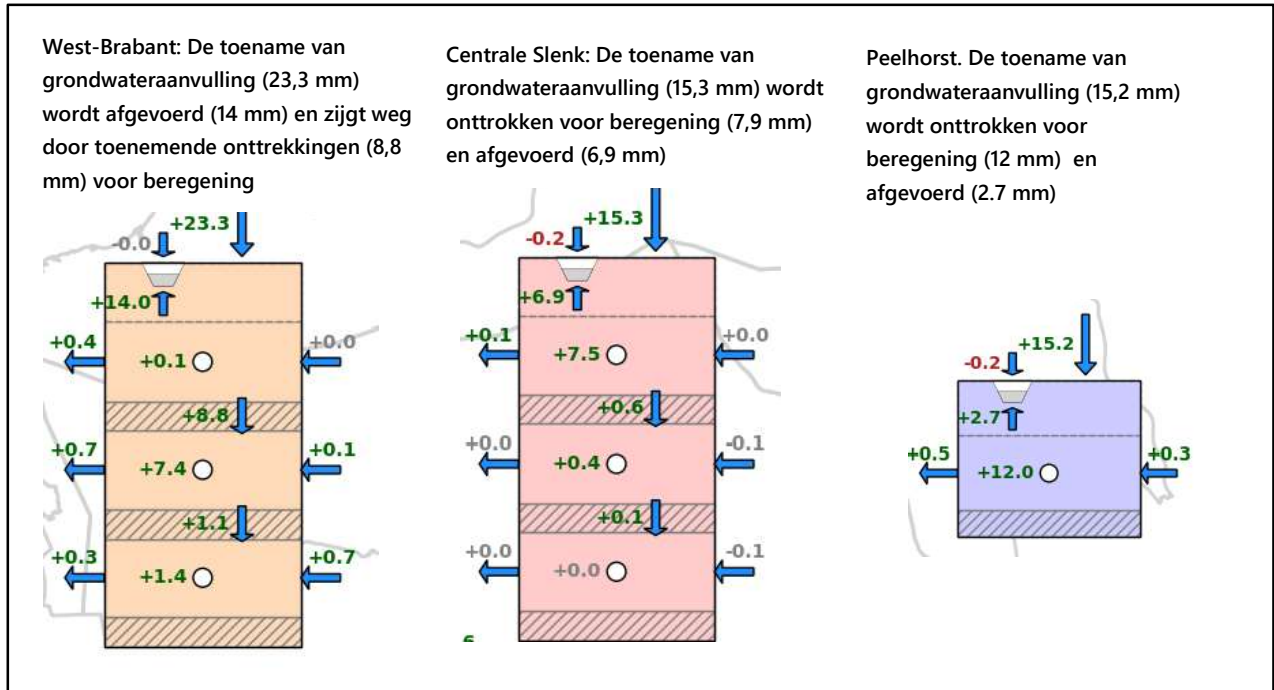 West-Brabant: De toename van
grondwateraanvulling (23,3 mm)
wordt afgevoerd (14 mm) en zijgt weg
door toenemende onttrekkingen (8,8
mm) voor beregening
+23.3
-0.0
+14.0
+0.4
+0.1
+0.0
+8.8
+0.7
+7.4
+0.1
+1.1
+0.3
+1.4
+0.7
Centrale Slenk: De toename van
grondwateraanvulling (15,3 mm) wordt
onttrokken voor beregening (7,9 mm)
en afgevoerd (6,9 mm)
+15.3
-0.2
+6.9
+0.1
+7.5
+0.0
+0.6
+0.0
+0.4
-0.1
+0.1
+0.0
+0.0
-0.1
Peelhorst. De toename van
grondwateraanvulling (15,2 mm)
wordt onttrokken voor
beregening (12 mm) en
afgevoerd (2.7 mm)
+15.2
-0.2
+2.7
+0.5
+12.0
+0.3